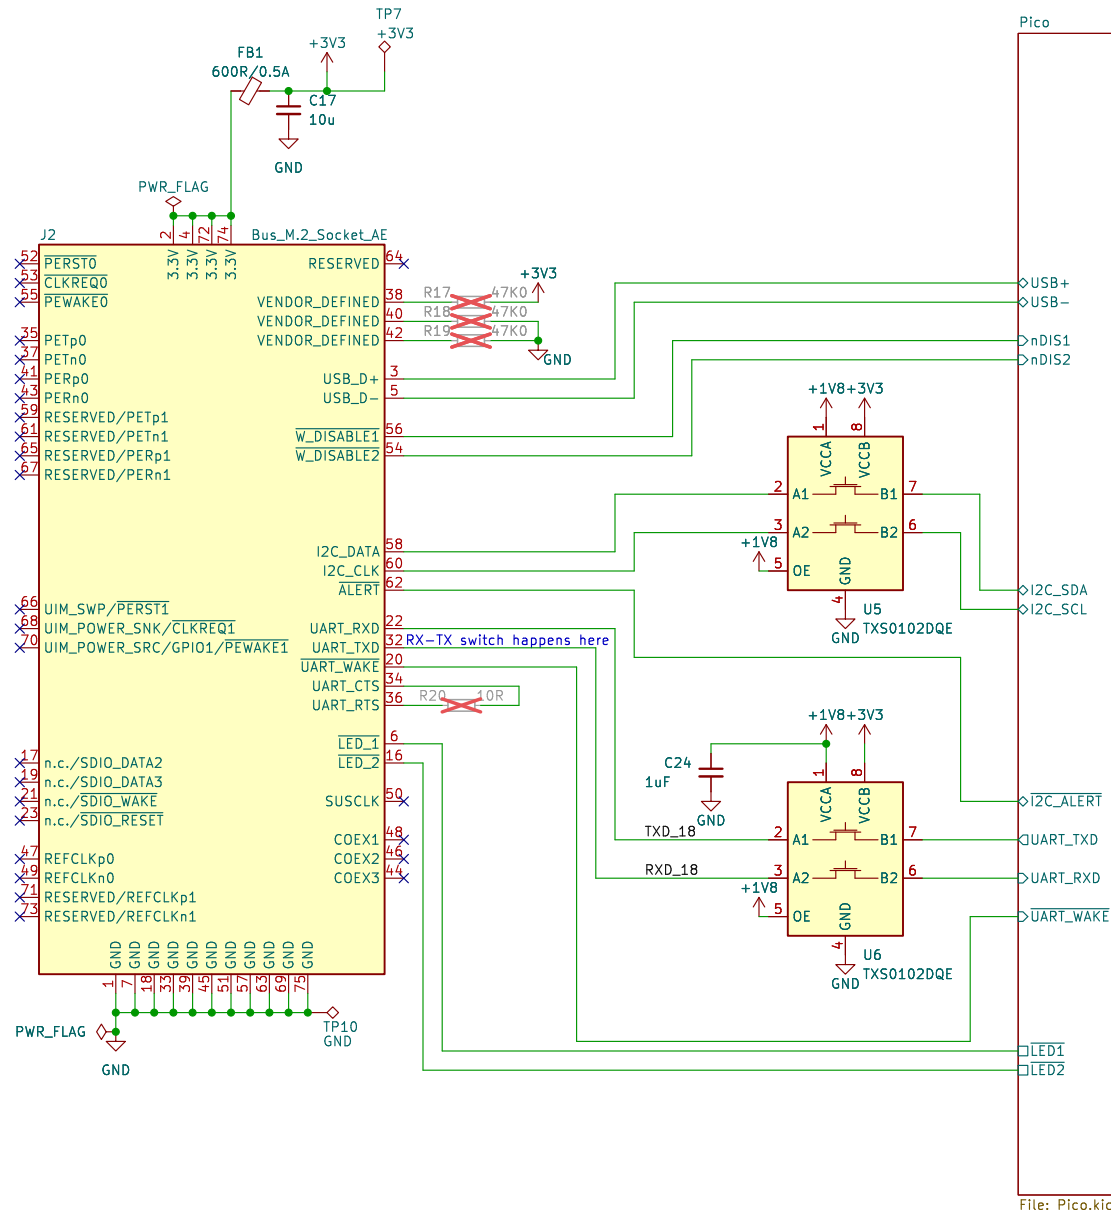 Pico
TP7
+3V3
+3V3
FB1
600R/0.5A
C17
10u
GND
PWR_FLAG
J2
Bus_M.2_Socket_AE
2
4
72
74
3.3V
3.3V
3.3V
3.3V
52
PERST0
53
CLKREQ0
55
PEWAKE0
35
PETp0
37
PETn0
41
PERp0
43
PERn0
59
RESERVED/PETp1
61
RESERVED/PETn1
65
RESERVED/PERp1
67
RESERVED/PERn1
66
UIM_SWP/PERST1
68
UIM_POWER_SNK/CLKREQ1
70
UIM_POWER_SRC/GPIO1/PEWAKE1
17
n.c./SDIO_DATA2
19
n.c./SDIO_DATA3
21
n.c./SDIO_WAKE
23
n.c./SDIO_RESET
47
REFCLKp0
49
REFCLKn0
71
RESERVED/REFCLKp1
73
RESERVED/REFCLKn1
RESERVED
64
VENDOR_DEFINED
38
R17
47K0
+3V3
VENDOR_DEFINED
40
R18
47K0
VENDOR_DEFINED
42
R19
47K0
GND
USB_D+
3
USB_D-
5
W_DISABLE1
56
W_DISABLE2
54
I2C_DATA
58
I2C_CLK
60
ALERT
62
UART_RXD
22
UART_TXD
32
RX-TX switch happens here
UART_WAKE
20
UART_CTS
34
UART_RTS
36
R20
10R
LED_1
6
LED_2
16
SUSCLK
50
COEX1
48
COEX2
46
COEX3
44
GND
GND
GND
GND
GND
GND
GND
GND
GND
GND
GND
1
7
18
33
39
45
51
57
63
69
75
PWR_FLAG
GND
TP10
GND
+1V8
+3V3
1
8
VCCA
VCCB
2
A1
B1
7
3
A2
B2
6
+1V8
5
OE
GND
4
GND
U5
TXS0102DQE
+1V8
+3V3
C24
1uF
GND
1
8
VCCA
VCCB
TXD_18
2
A1
B1
7
RXD_18
3
A2
B2
6
+1V8
5
OE
GND
4
GND
U6
TXS0102DQE
USB+
USB-
nDIS1
nDIS2
I2C_SDA
I2C_SCL
I2C_ALERT
UART_TXD
UART_RXD
UART_WAKE
LED1
LED2
File: Pico.kic